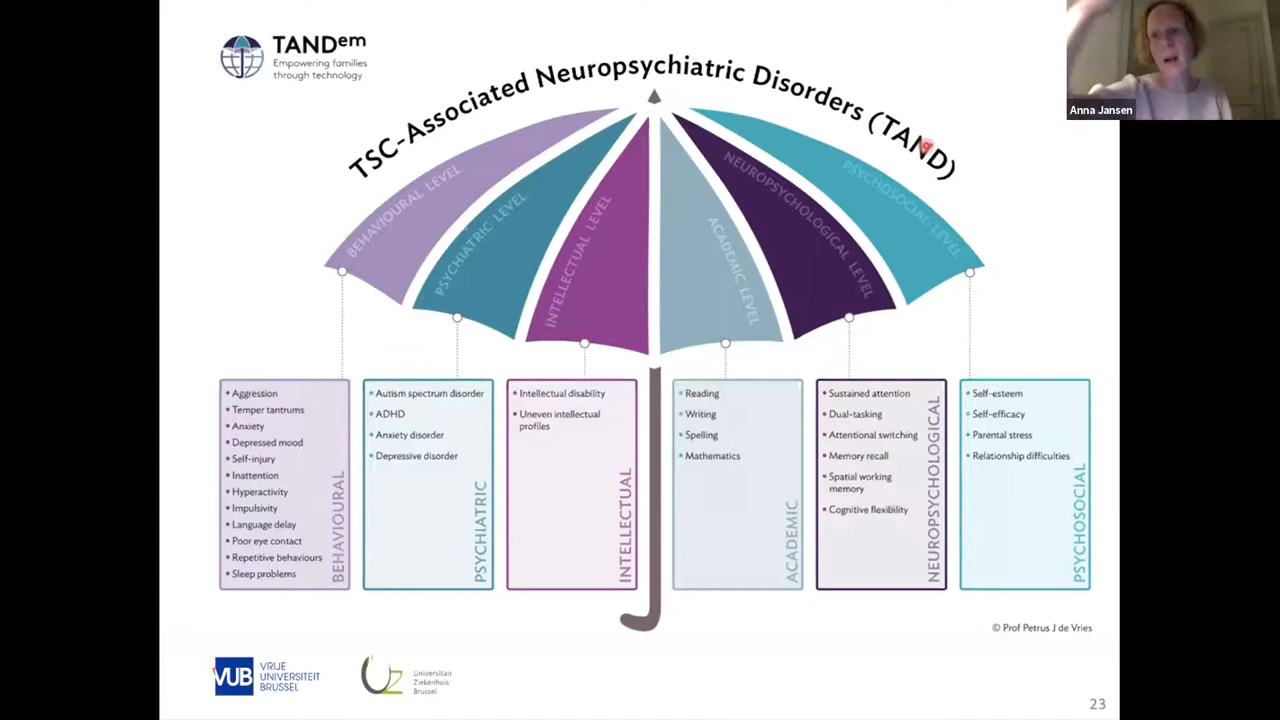 TANDem
Empowering families
through technology
Anna Jansen
TSC-Associated Neuropsychiatric Disorders (TAND)
BEHAVIOURAL LEVEL
PSYCHIATRIC LEVEL
INTELLECTUAL LEVEL
ACADEMIC LEVEL
NEUROPSYCHOLOGICAL LEVEL
PSYCHOSOCIAL LEVEL
• Aggression
• Temper tantrums
• Anxiety
• Depressed mood
• Self-injury
• Inattention
• Hyperactivity
• Impulsivity
• Language delay
• Poor eye contact
• Repetitive behaviours
• Sleep problems
BEHAVIOURAL
• Autism spectrum disorder
• ADHD
• Anxiety disorder
• Depressive disorder
PSYCHIATRIC
• Intellectual disability
• Uneven intellectual
profiles
INTELLECTUAL
• Reading
• Writing
• Spelling
• Mathematics
ACADEMIC
• Sustained attention
• Dual-tasking
• Attentional switching
• Memory recall
• Spatial working
memory
• Cognitive flexibility
NEUROPSYCHOLOGICAL
• Self-esteem
• Self-efficacy
• Parental stress
• Relationship difficulties
PSYCHOSOCIAL
© Prof Petrus J de Vries
VUB
VRIJE
UNIVERSITEIT
BRUSSEL
UZ
Universitair
Ziekenhuis
Brussel
23